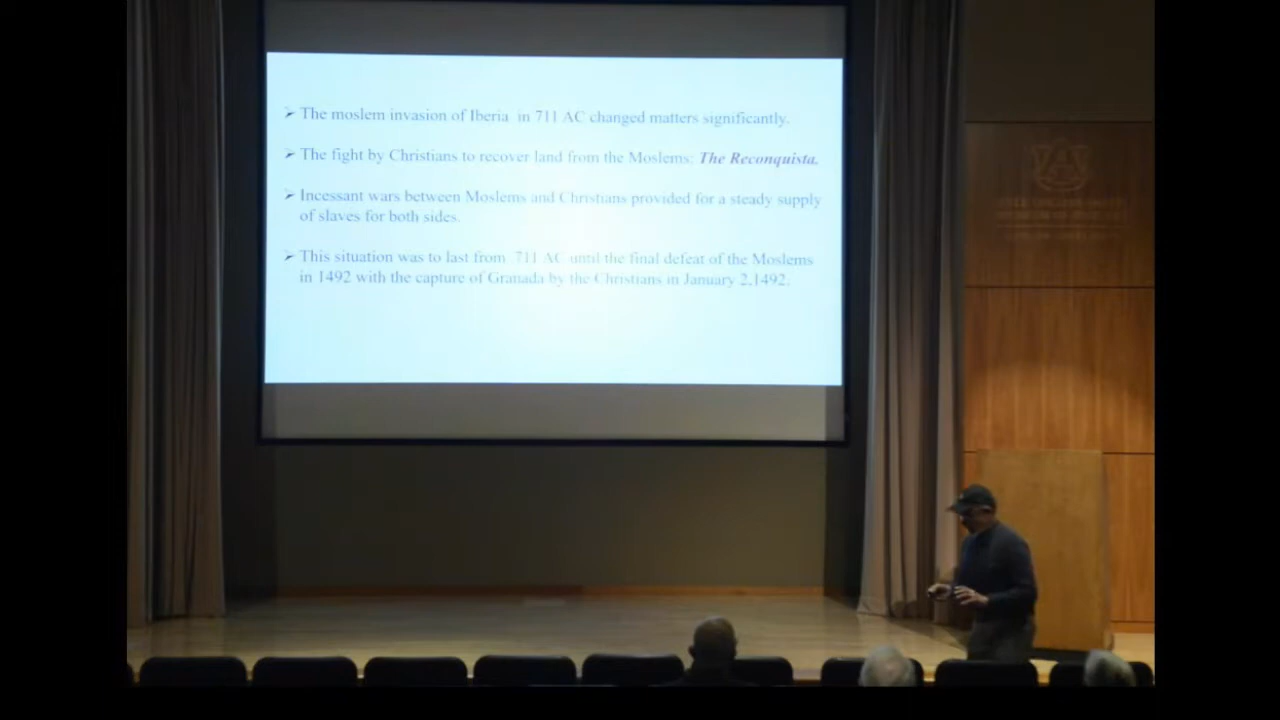 ➢ The moslem invasion of Iberia in 711 AC changed matters significantly.
➢ The fight by Christians to recover land from the Moslems: The Reconquista.
➢ Incessant wars between Moslems and Christians provided for a steady supply
of slaves for both sides.
➢ This situation was to last from 711 AC until the final defeat of the Moslems
in 1492 with the capture of Granada by the Christians in January 2,1492.